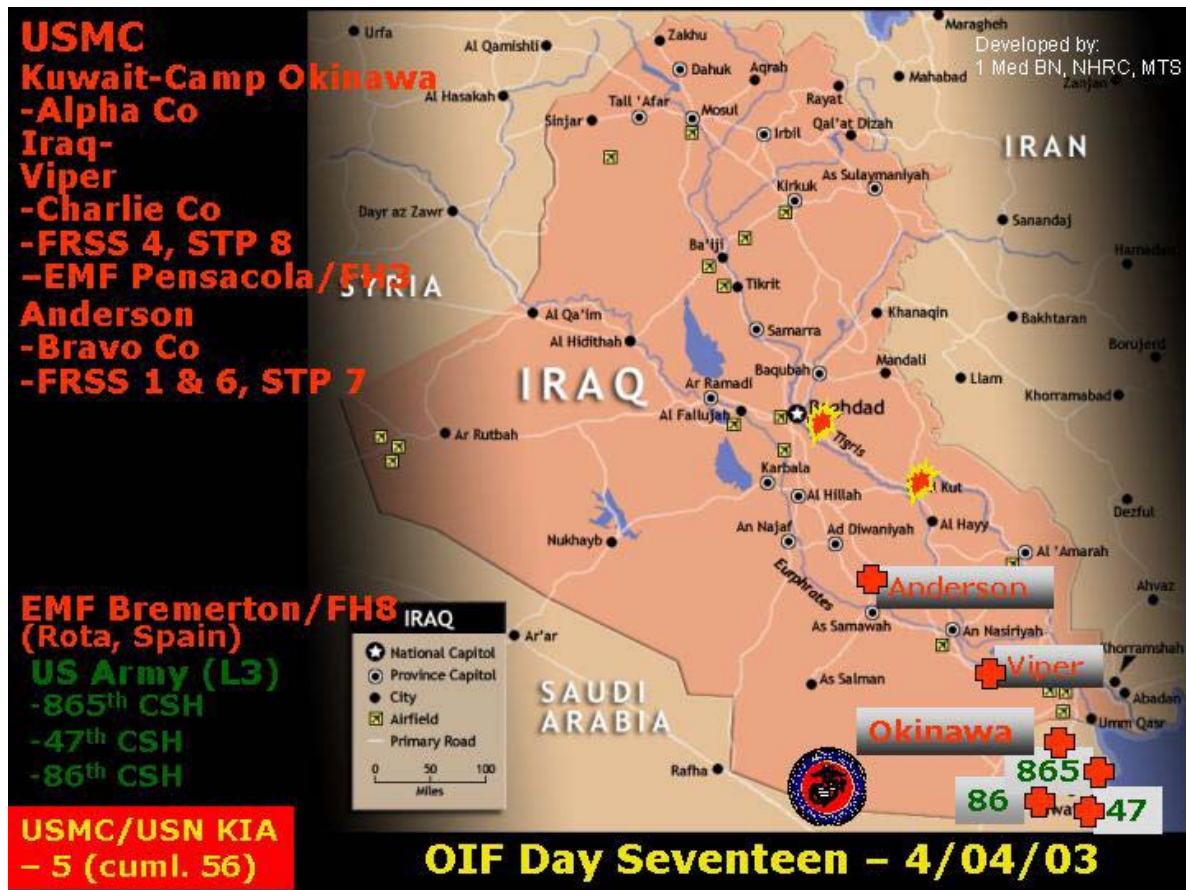 USMC
Kuwait-Camp Okinawa
-Alpha Co
Iraq-
Viper
-Charlie Co
-FRSS 4, STP 8
–EMF Pensacola/FH3
Anderson
-Bravo Co
-FRSS 1 & 6, STP 7
EMF Bremerton/FH8
(Rota, Spain)
US Army (L3)
-865th CSH
-47th CSH
-86th CSH
USMC/USN KIA
– 5 (cuml. 56)
Developed by:
1 Med BN, NHRC, MTS
Urfa
Al Qamishli
Zakhu
Maragheh
Dahuk
Aqrah
Mahabad
Zanjan
Al Hasakah
Rayat
Tall 'Afar
Mosul
Sinjar
Irbil
Qal'at Dizah
IRAN
As Sulaymaniyah
Kirkuk
Dayr az Zawr
Sanandaj
Ba'iji
Hamadan
SYRIA
Tikrit
Al Qa'im
Samarra
Khanaqin
Bakhtaran
Al Hidithah
Borujerd
IRAQ
Baqubah
Mandali
Ar Ramadi
Llam
Khorramabad
Al Fallujah
Baghdad
Ar Rutbah
Tigris
Karbala
Al Hillah
Al Kut
Dezful
An Najaf
Ad Diwaniyah
Al Hayy
Nukhayb
Al 'Amarah
Eurphrates
Anderson
Ahvaz
As Samawah
An Nasiriyah
Ar'ar
Viper
Khorramshah
As Salman
Abadan
SAUDI
ARABIA
Okinawa
Umm Qasr
Rafha
865
86
47
IRAQ
National Capitol
Province Capitol
City
Airfield
Primary Road
0 50 100
Miles
OIF Day Seventeen – 4/04/03